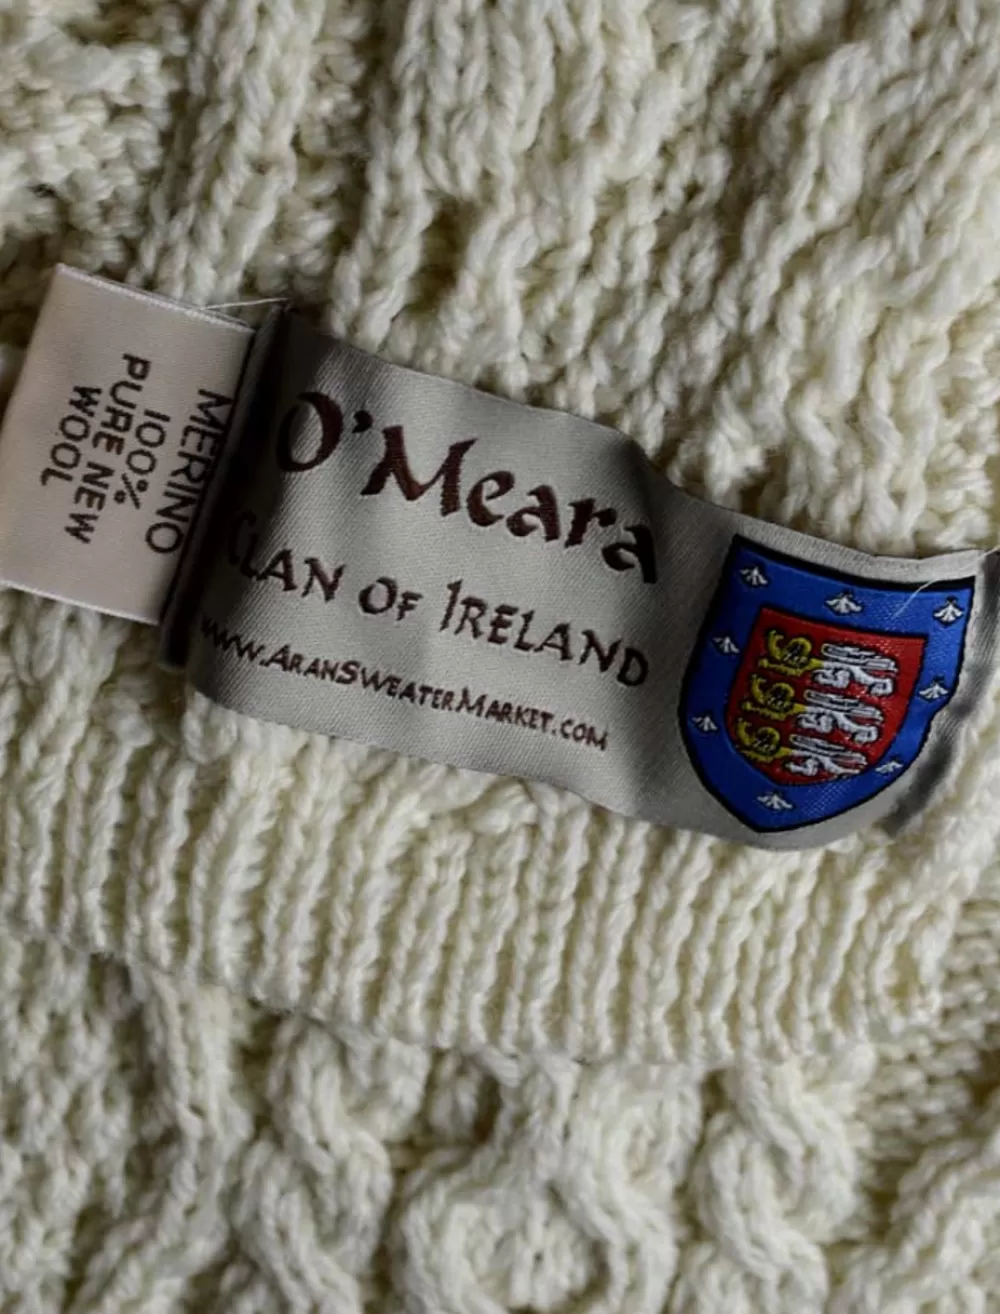 MERINO
100%
PURE NEW
WOOL
O'Meara
CLAN OF IRELAND
www.AranSweaterMarket.com